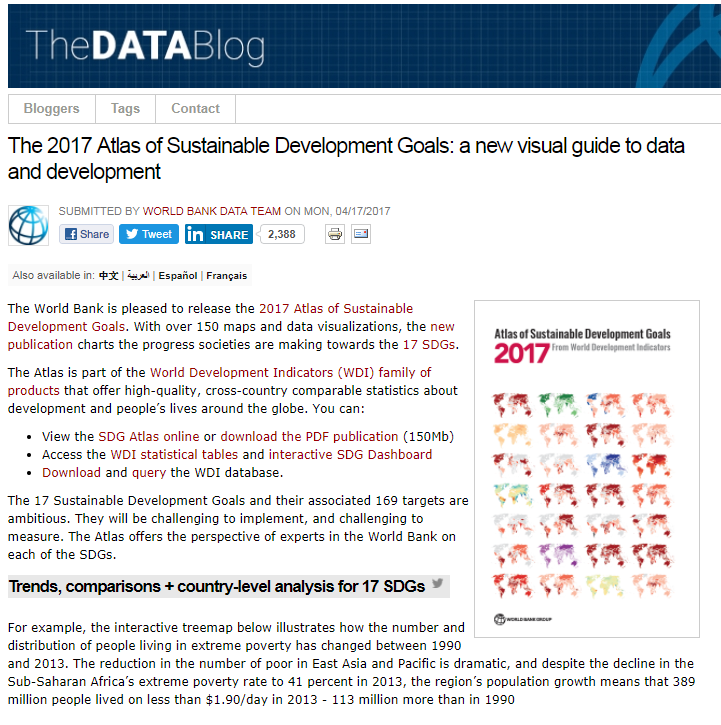 TheDATABlog
Bloggers
Tags
Contact
The 2017 Atlas of Sustainable Development Goals: a new visual guide to data
and development
SUBMITTED BY WORLD BANK DATA TEAM ON MON, 04/17/2017
Share
Tweet
in SHARE
2,388
Also available in: 中文 | العربية | Español | Français
The World Bank is pleased to release the 2017 Atlas of Sustainable
Development Goals. With over 150 maps and data visualizations, the new
publication charts the progress societies are making towards the 17 SDGs.
The Atlas is part of the World Development Indicators (WDI) family of
products that offer high-quality, cross-country comparable statistics about
development and people’s lives around the globe. You can:
• View the SDG Atlas online or download the PDF publication (150Mb)
• Access the WDI statistical tables and interactive SDG Dashboard
• Download and query the WDI database.
The 17 Sustainable Development Goals and their associated 169 targets are
ambitious. They will be challenging to implement, and challenging to
measure. The Atlas offers the perspective of experts in the World Bank on
each of the SDGs.
Atlas of Sustainable Development Goals
2017 From World Development Indicators
WORLD BANK GROUP
Trends, comparisons + country-level analysis for 17 SDGs
For example, the interactive treemap below illustrates how the number and
distribution of people living in extreme poverty has changed between 1990
and 2013. The reduction in the number of poor in East Asia and Pacific is dramatic, and despite the decline in the
Sub-Saharan Africa’s extreme poverty rate to 41 percent in 2013, the region’s population growth means that 389
million people lived on less than $1.90/day in 2013 - 113 million more than in 1990